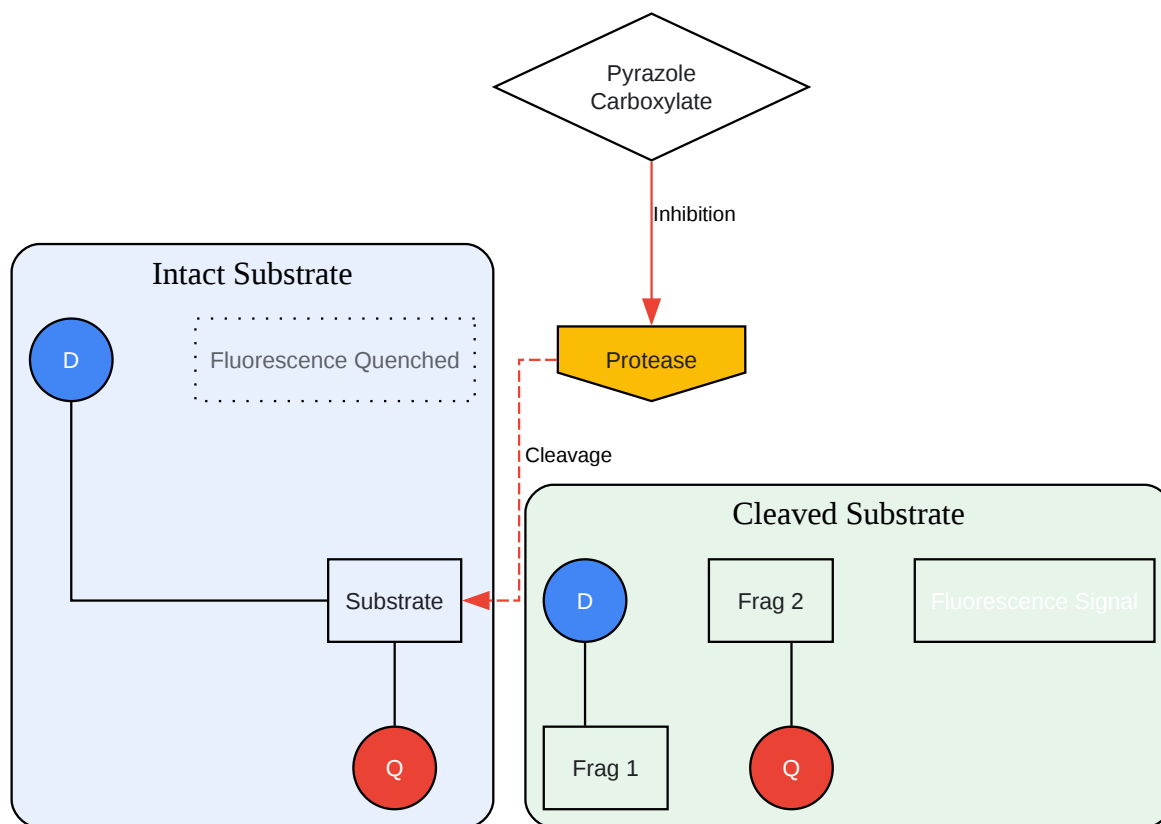 Pyrazole
Carboxylate
Inhibition
Intact Substrate
D
Fluorescence Quenched
Protease
Cleavage
Substrate
Q
Cleaved Substrate
D
Frag 2
Fluorescence Signal
Frag 1
Q